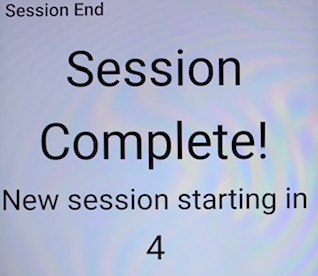 Session End
Session
Complete!
New session starting in
4